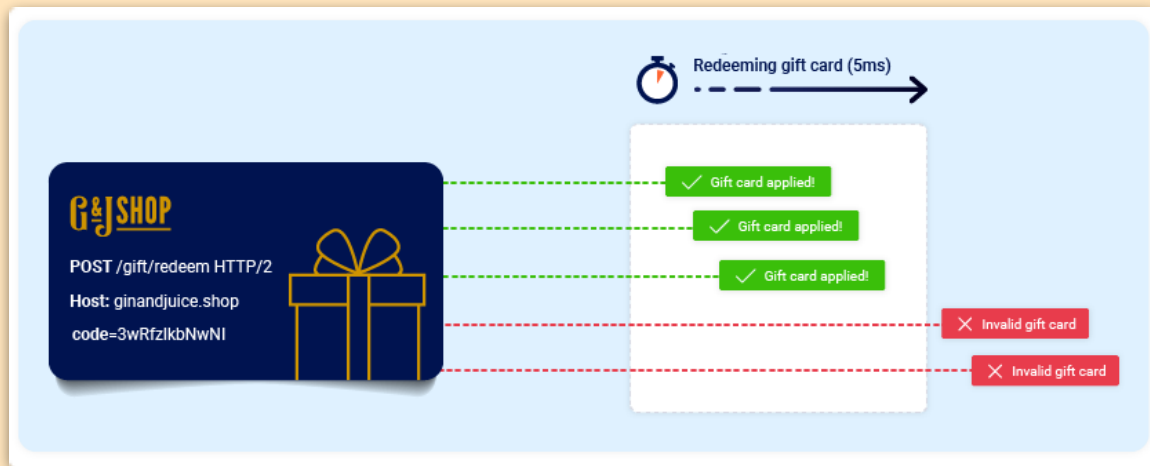 Redeeming gift card (5ms)
G&J SHOP
POST /gift/redeem HTTP/2
Host: ginandjuice.shop
code=3wRfzlkbNwNI
Gift card applied!
Gift card applied!
Gift card applied!
Invalid gift card
Invalid gift card